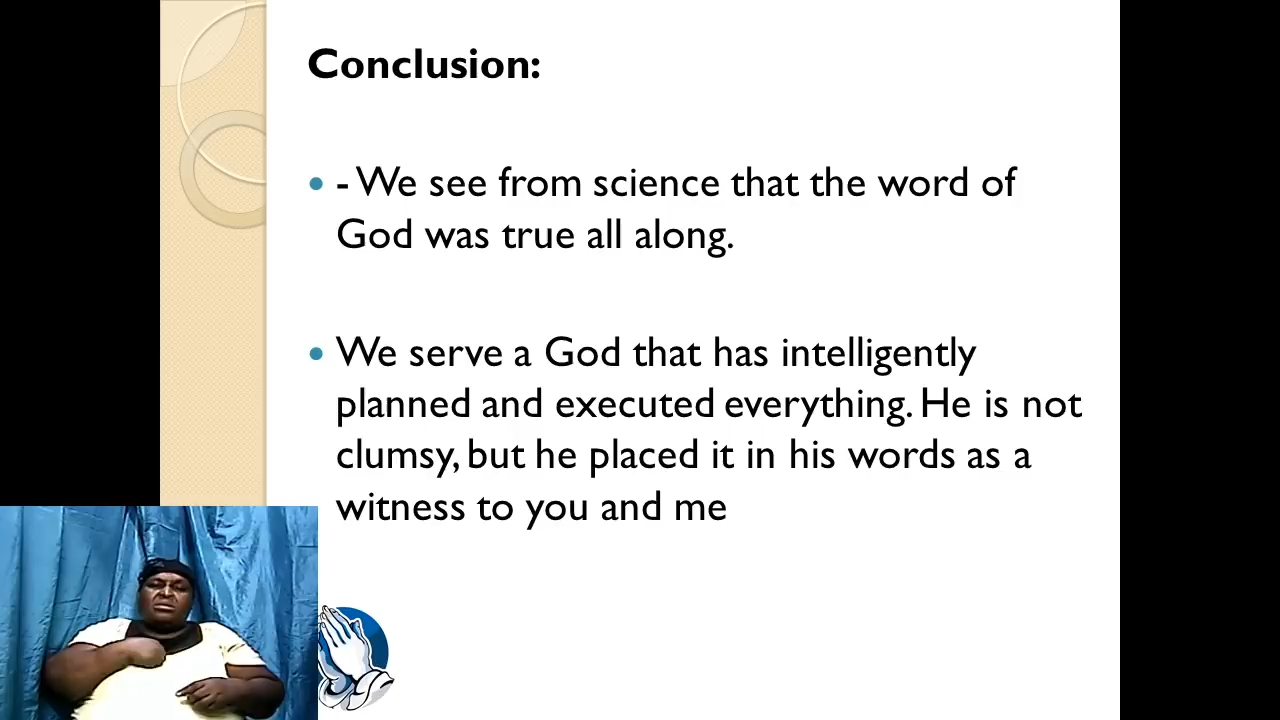 Conclusion:
- We see from science that the word of
God was true all along.
We serve a God that has intelligently
planned and executed everything. He is not
clumsy, but he placed it in his words as a
witness to you and me